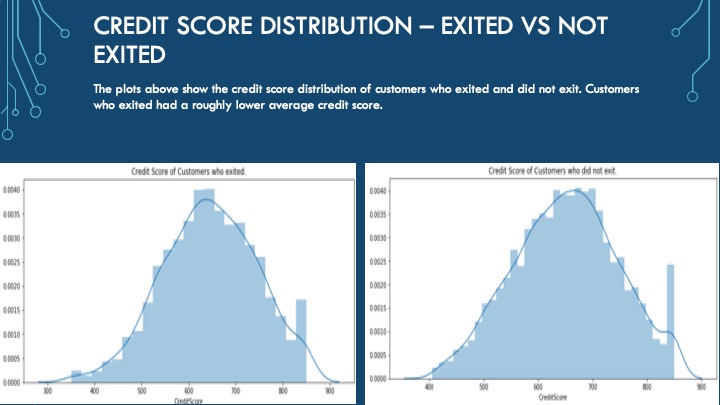 CREDIT SCORE DISTRIBUTION – EXITED VS NOT
EXITED
The plots above show the credit score distribution of customers who exited and did not exit. Customers
who exited had a roughly lower average credit score.
Credit Score of Customers who exited.
0.0040
0.0035
0.0030
0.0025
0.0020
0.0015
0.0010
0.0005
0.0000
300 400 500 600 700 800 900
CreditScore
Credit Score of Customers who did not exit.
0.0040
0.0035
0.0030
0.0025
0.0020
0.0015
0.0010
0.0005
0.0000
400 500 600 700 800 900
CreditScore